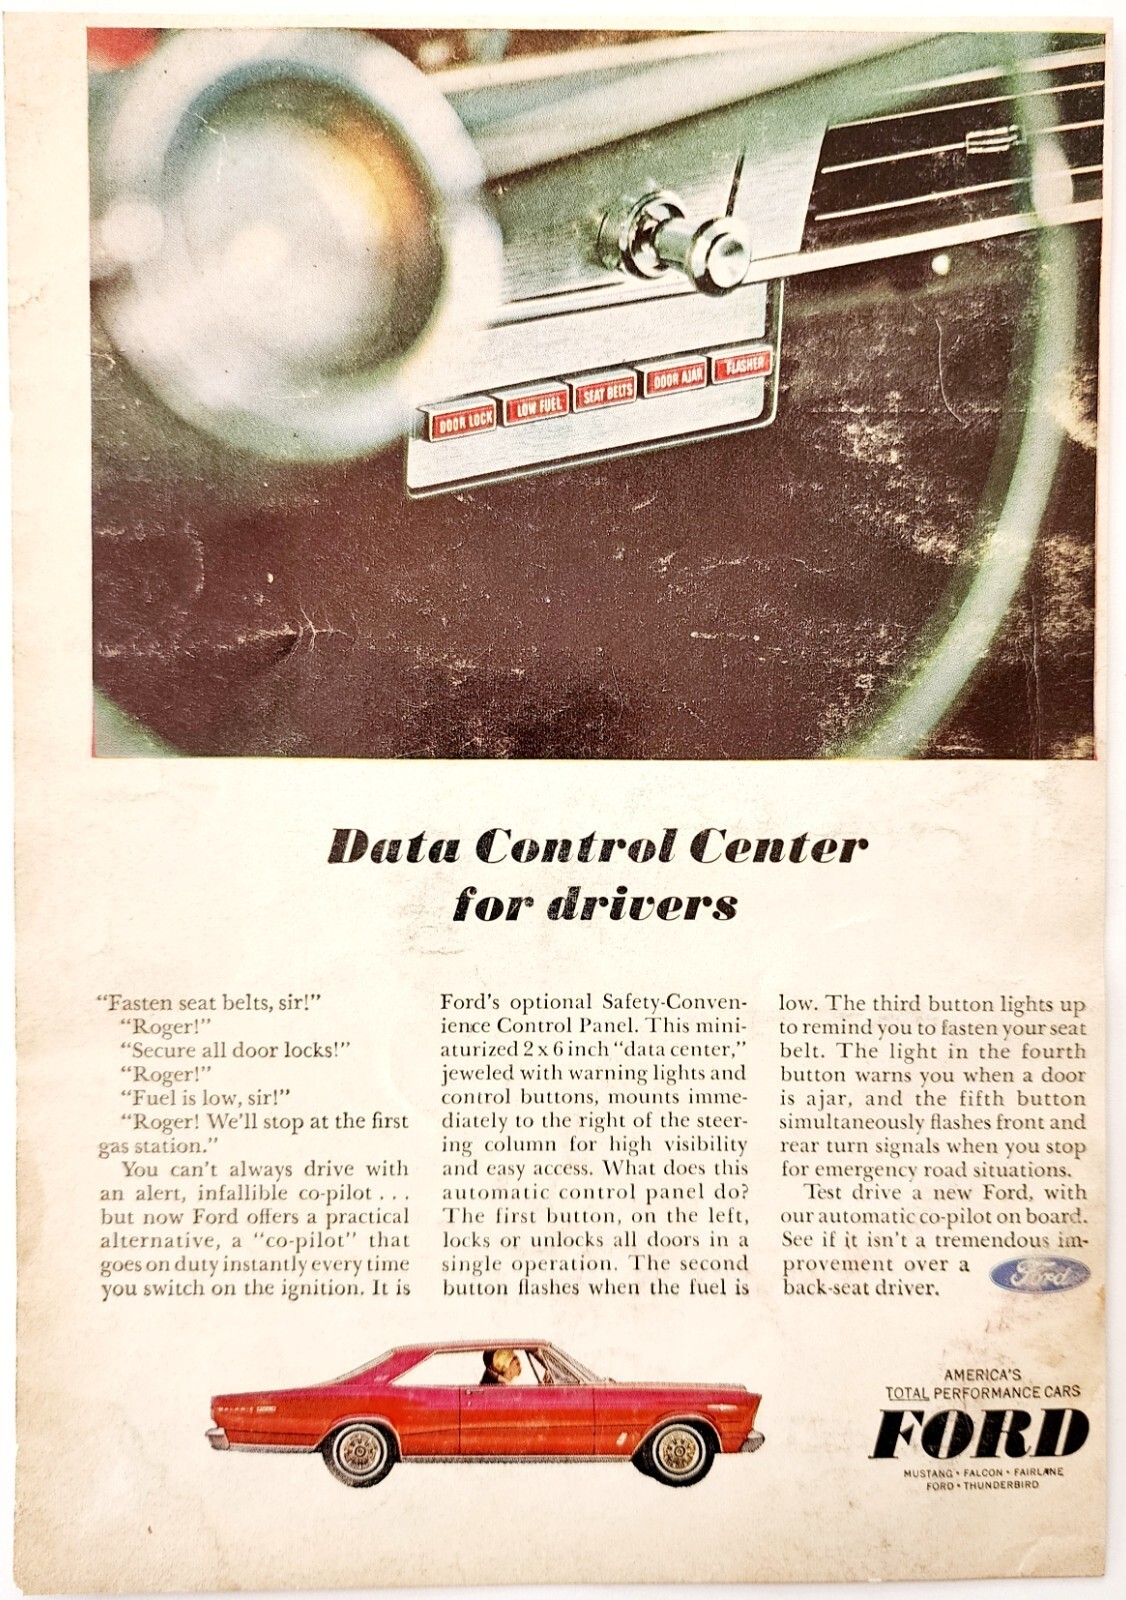 DOOR LOCK
LOW FUEL
SEAT BELTS
DOOR AJAR
FLASHER
Data Control Center
for drivers
“Fasten seat belts, sir!”
“Roger!”
“Secure all door locks!”
“Roger!”
“Fuel is low, sir!”
“Roger! We’ll stop at the first
gas station.”
You can’t always drive with
an alert, infallible co-pilot . . .
but now Ford offers a practical
alternative, a “co-pilot” that
goes on duty instantly every time
you switch on the ignition. It is
Ford’s optional Safety-Conven-
ience Control Panel. This mini-
aturized 2 x 6 inch “data center,”
jeweled with warning lights and
control buttons, mounts imme-
diately to the right of the steer-
ing column for high visibility
and easy access. What does this
automatic control panel do?
The first button, on the left,
locks or unlocks all doors in a
single operation. The second
button flashes when the fuel is
low. The third button lights up
to remind you to fasten your seat
belt. The light in the fourth
button warns you when a door
is ajar, and the fifth button
simultaneously flashes front and
rear turn signals when you stop
for emergency road situations.
Test drive a new Ford, with
our automatic co-pilot on board.
See if it isn’t a tremendous im-
provement over a
back-seat driver.
Ford
AMERICA’S
TOTAL PERFORMANCE CARS
FORD
MUSTANG • FALCON • FAIRLANE
FORD • THUNDERBIRD